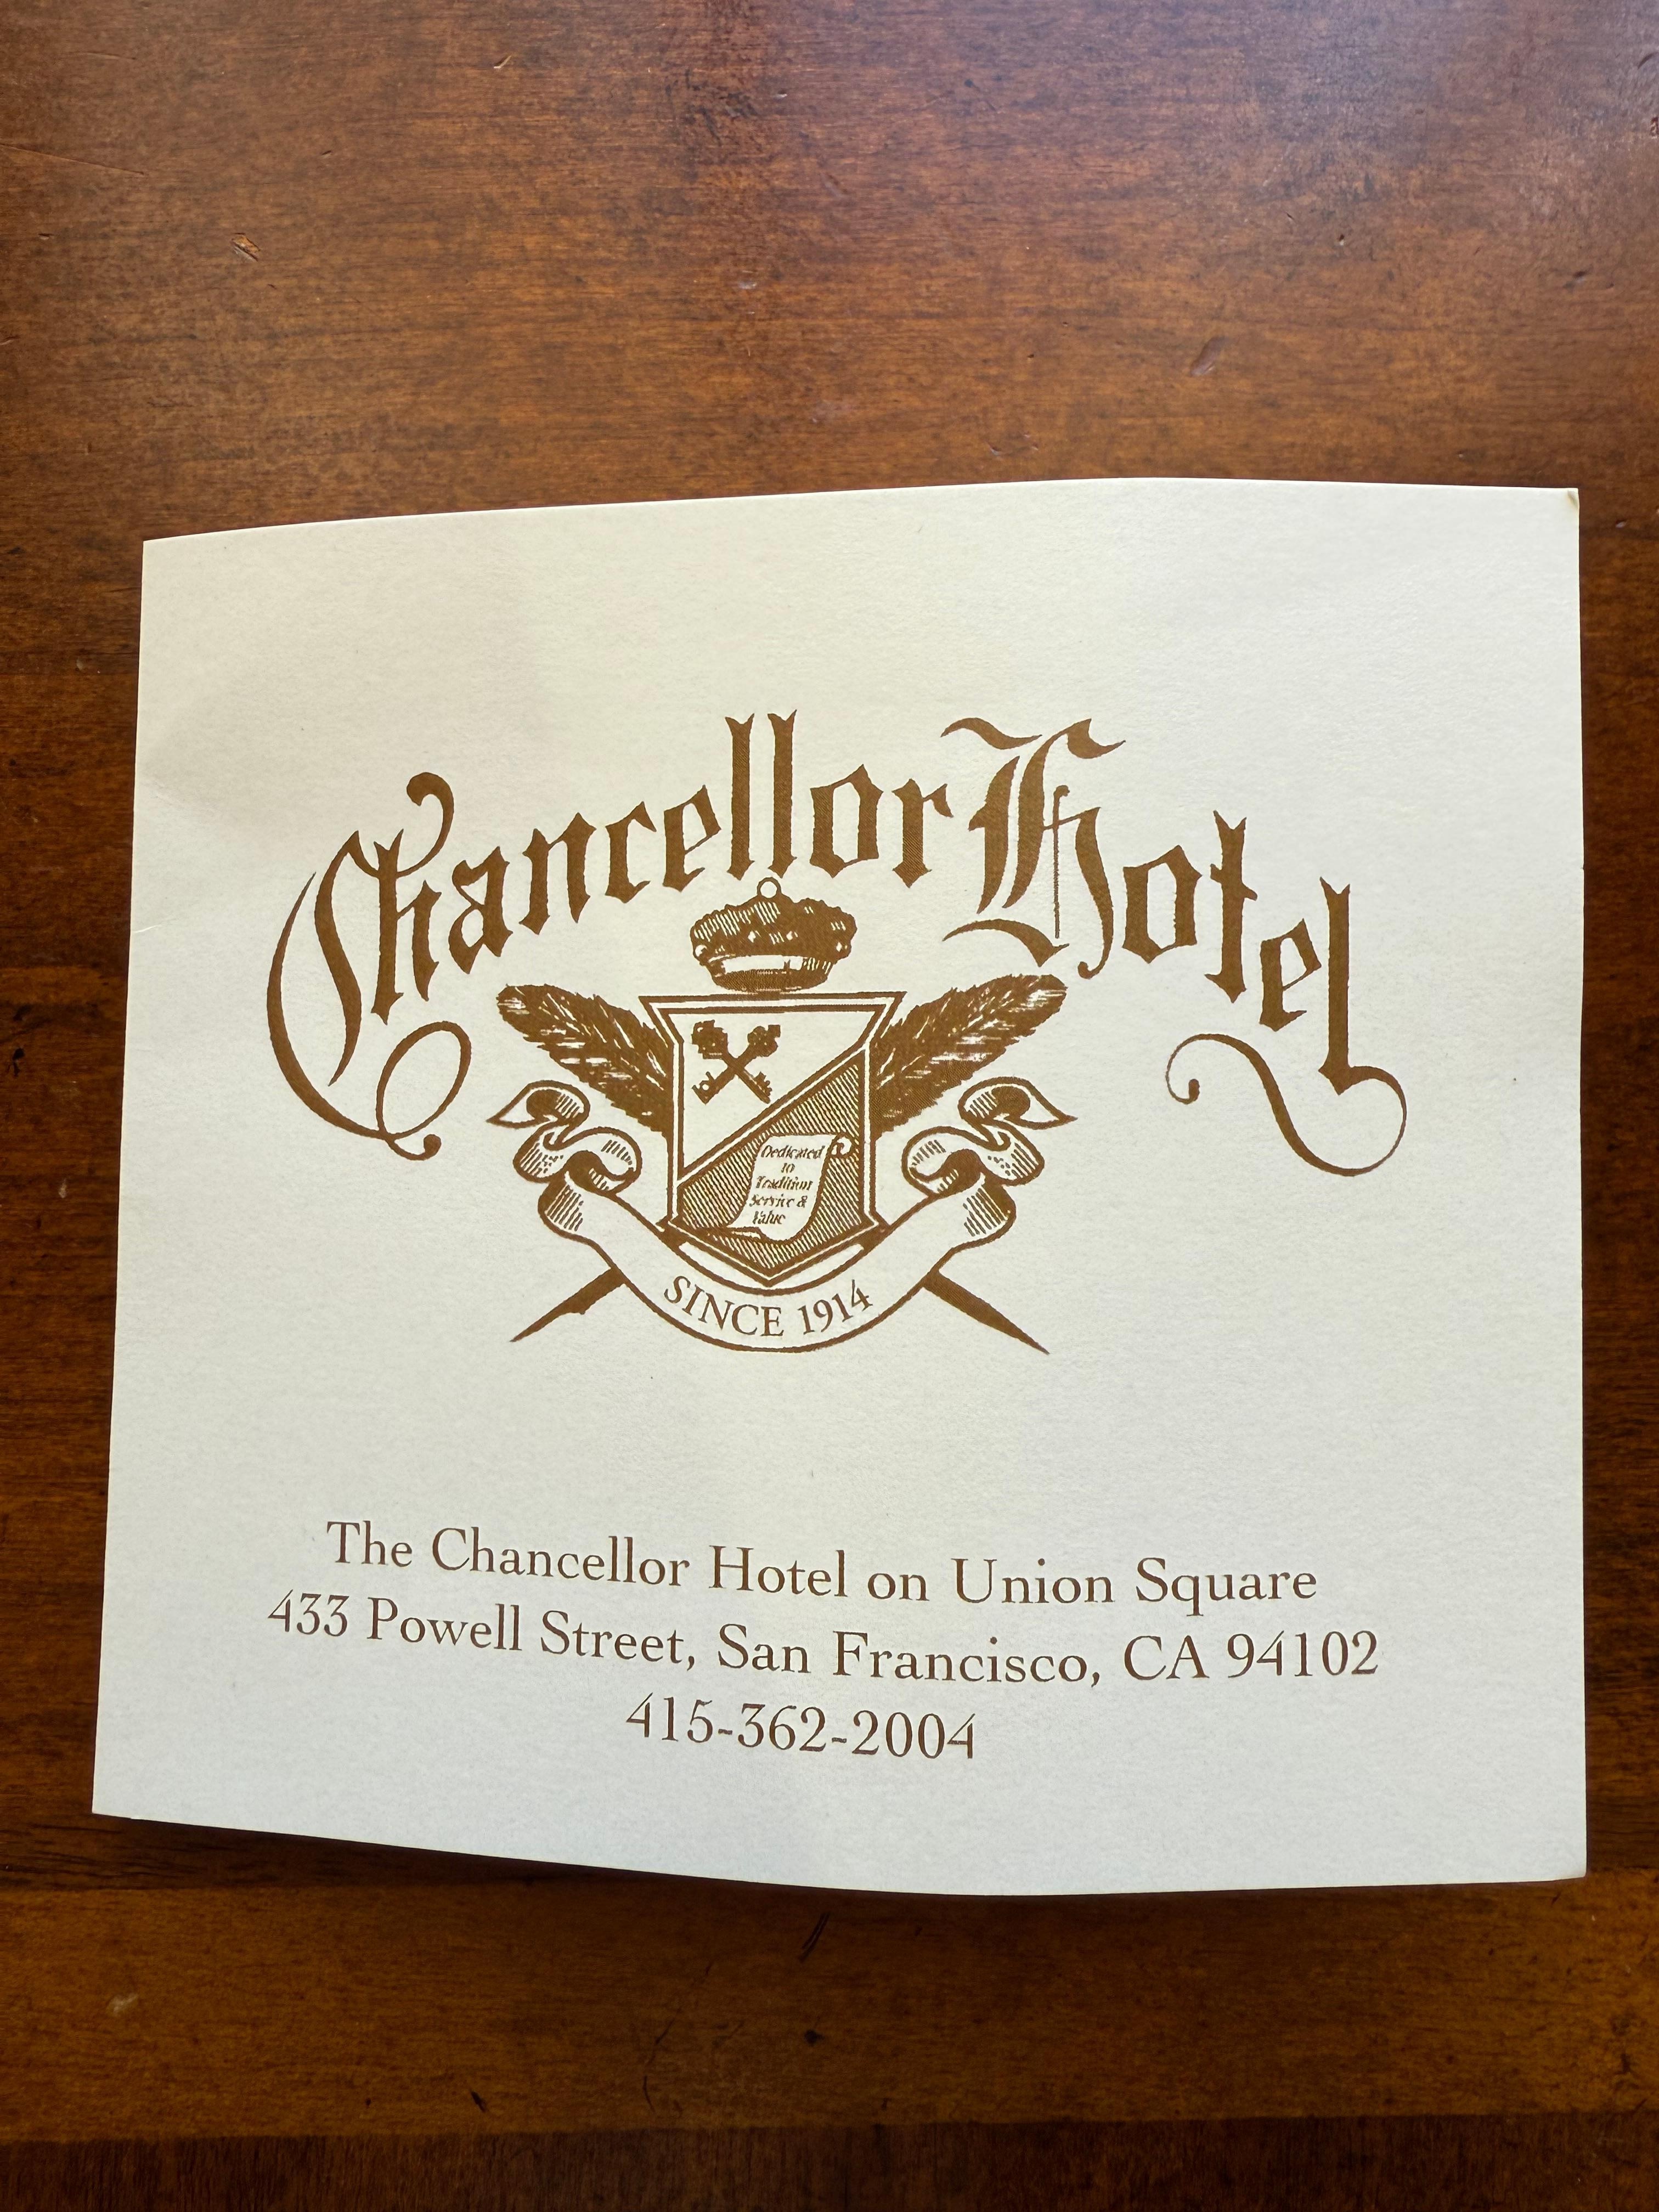 Chancellor Hotel
Dedicated
to
Tradition
Service &
Value
SINCE 1914
The Chancellor Hotel on Union Square
433 Powell Street, San Francisco, CA 94102
415-362-2004